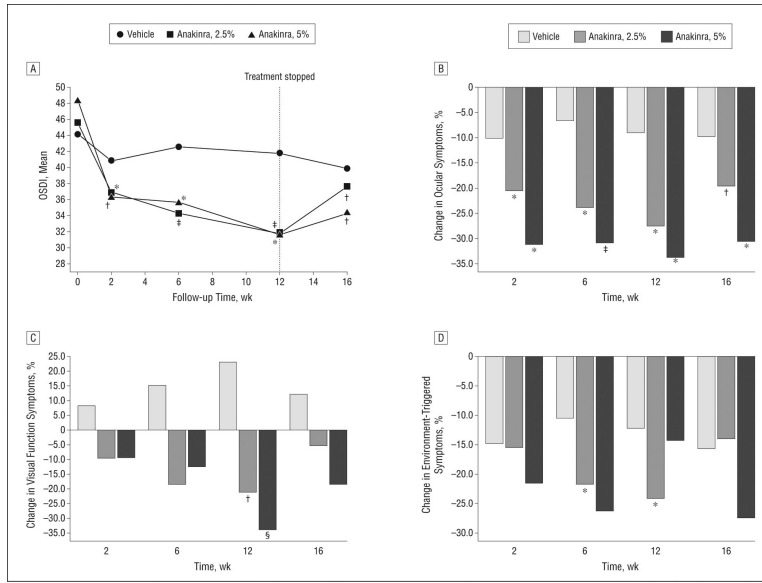 Vehicle Anakinra, 2.5% Anakinra, 5%
A
Treatment stopped
OSDI, Mean
50
48
46
44
42
40
38
36
34
32
30
28
*
†
*
‡
‡
*
†
†
0 2 4 6 8 10 12 14 16
Follow-up Time, wk
Vehicle Anakinra, 2.5% Anakinra, 5%
B
Change in Ocular Symptoms, %
0
−5.0
−10.0
−15.0
−20.0
−25.0
−30.0
−35.0
* * * ‡ * * † *
2 6 12 16
Time, wk
C
Change in Visual Function Symptoms, %
25.0
20.0
15.0
10.0
5.0
0
−5.0
−10.0
−15.0
−20.0
−25.0
−30.0
−35.0
† §
2 6 12 16
Time, wk
D
Change in Environment-Triggered
Symptoms, %
0
−5.0
−10.0
−15.0
−20.0
−25.0
−30.0
* *
2 6 12 16
Time, wk